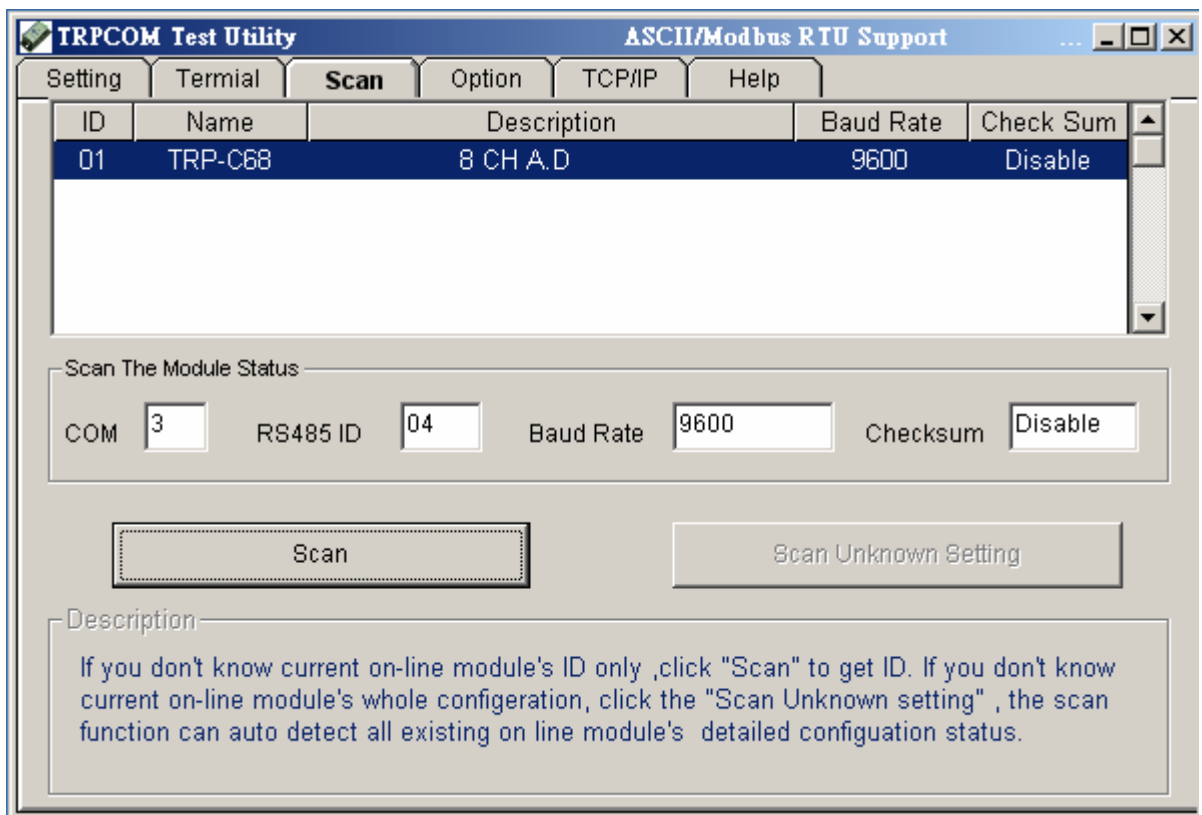 TRPCOM Test Utility ASCII/Modbus RTU Support ...
Setting Termial Scan Option TCP/IP Help
ID Name Description Baud Rate Check Sum
01 TRP-C68 8 CH A.D 9600 Disable
Scan The Module Status
COM 3 RS485 ID 04 Baud Rate 9600 Checksum Disable
Scan Scan Unknown Setting
Description
If you don't know current on-line module's ID only ,click "Scan" to get ID. If you don't know
current on-line module's whole configeration, click the "Scan Unknown setting" , the scan
function can auto detect all existing on line module's detailed configuation status.